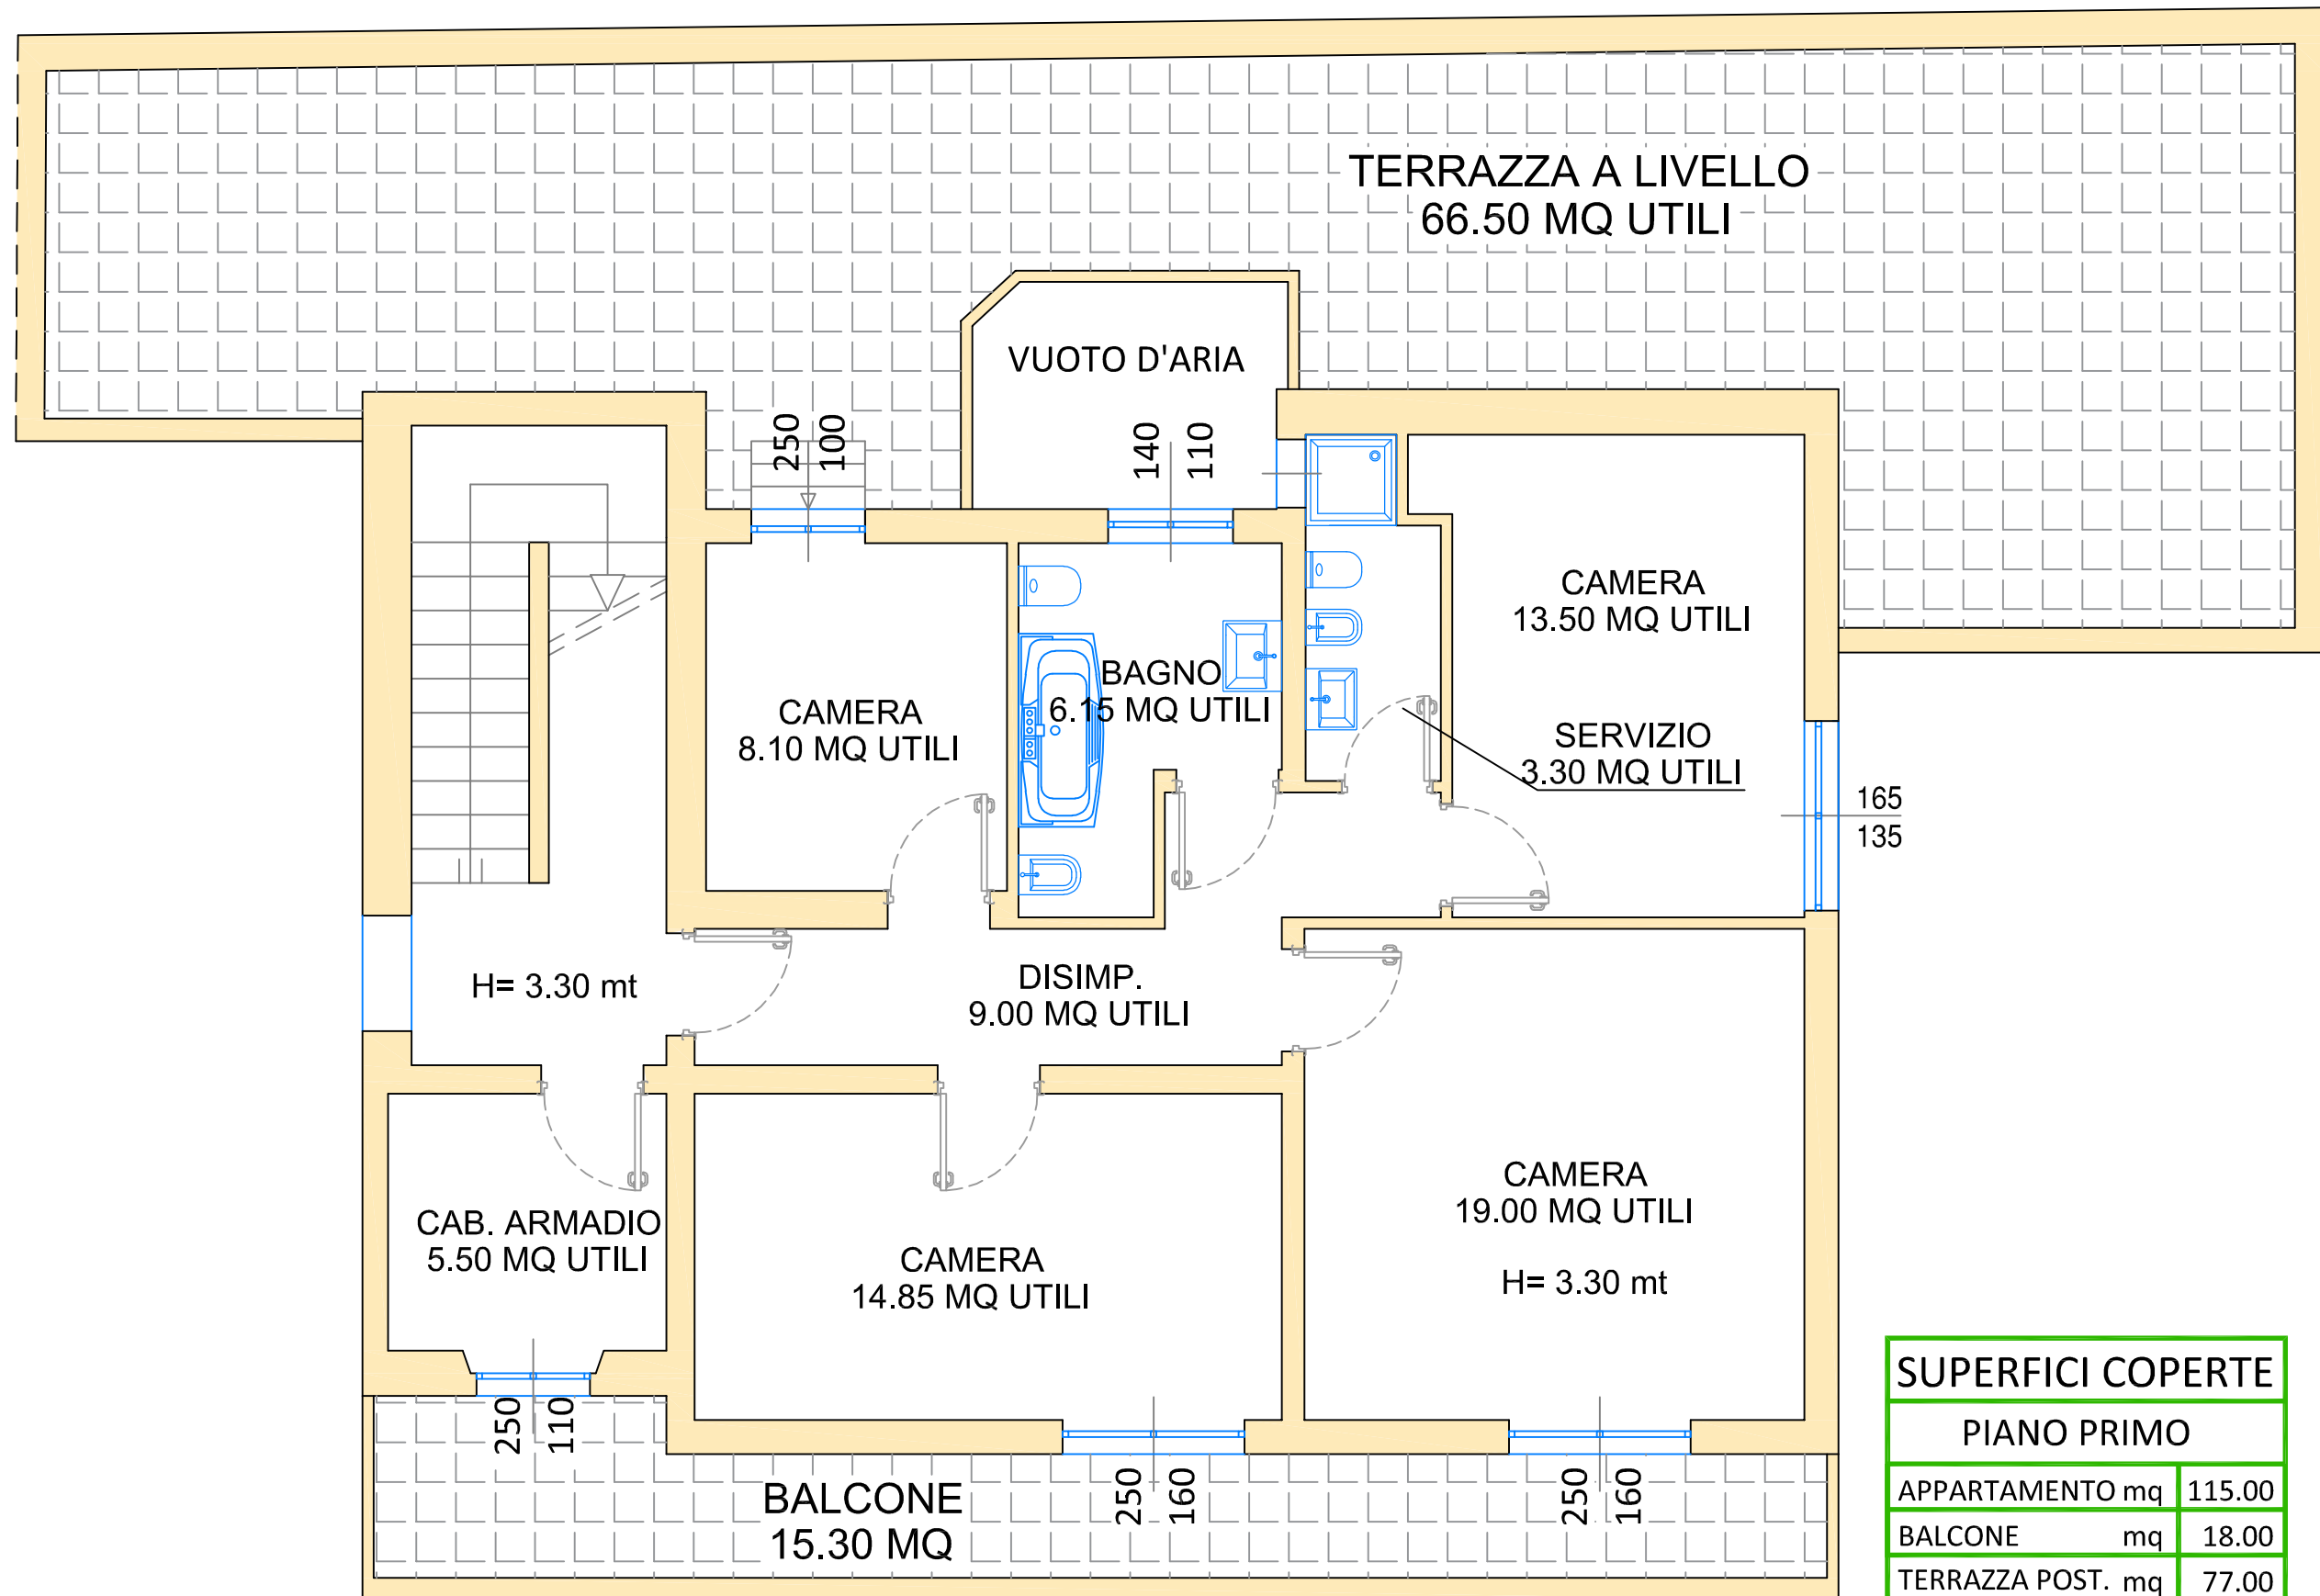 TERRAZZA A LIVELLO
66.50 MQ UTILI
VUOTO D'ARIA
250
100
140
110
CAMERA
13.50 MQ UTILI
BAGNO
6.15 MQ UTILI
CAMERA
8.10 MQ UTILI
SERVIZIO
3.30 MQ UTILI
165
135
H= 3.30 mt
DISIMP.
9.00 MQ UTILI
CAMERA
19.00 MQ UTILI
H= 3.30 mt
CAB. ARMADIO
5.50 MQ UTILI
CAMERA
14.85 MQ UTILI
250
110
250
160
250
160
BALCONE
15.30 MQ
SUPERFICI COPERTE
PIANO PRIMO
APPARTAMENTO mq 115.00
BALCONE mq 18.00
TERRAZZA POST. mq 77.00